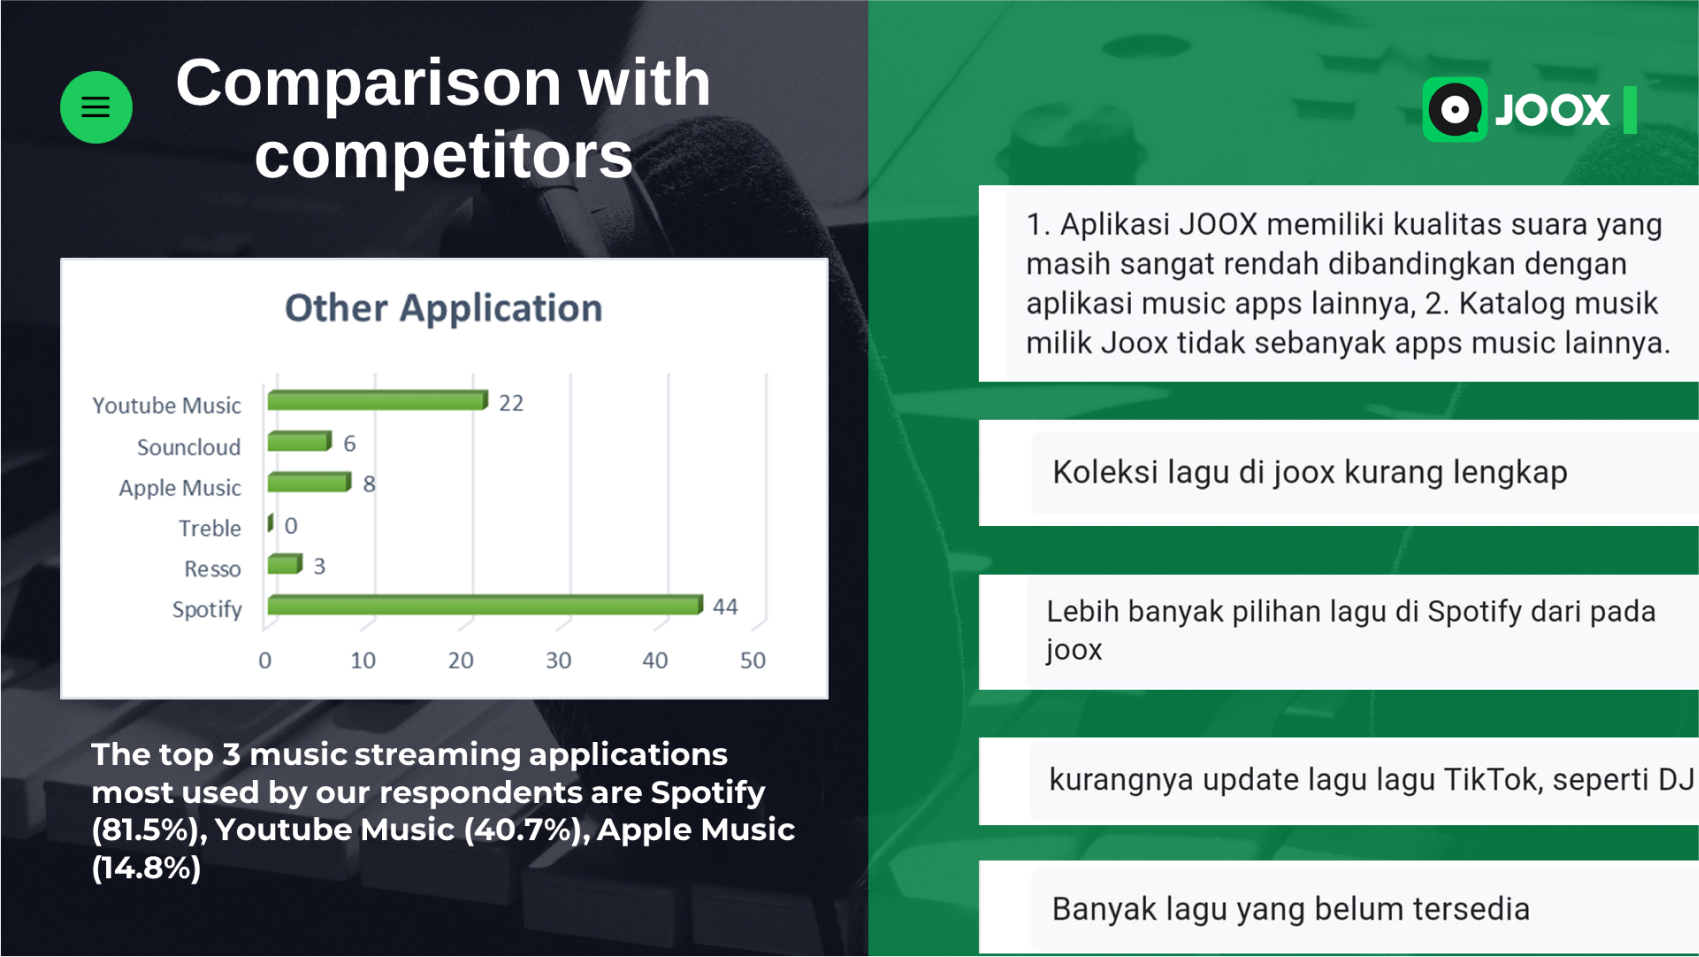 Comparison with
competitors
Other Application
Youtube Music 22
Souncloud 6
Apple Music 8
Treble 0
Resso 3
Spotify 44
0 10 20 30 40 50
The top 3 music streaming applications
most used by our respondents are Spotify
(81.5%), Youtube Music (40.7%), Apple Music
(14.8%)
JOOX
1. Aplikasi JOOX memiliki kualitas suara yang
masih sangat rendah dibandingkan dengan
aplikasi music apps lainnya, 2. Katalog musik
milik Joox tidak sebanyak apps music lainnya.
Koleksi lagu di joox kurang lengkap
Lebih banyak pilihan lagu di Spotify dari pada
joox
kurangnya update lagu lagu TikTok, seperti DJ
Banyak lagu yang belum tersedia